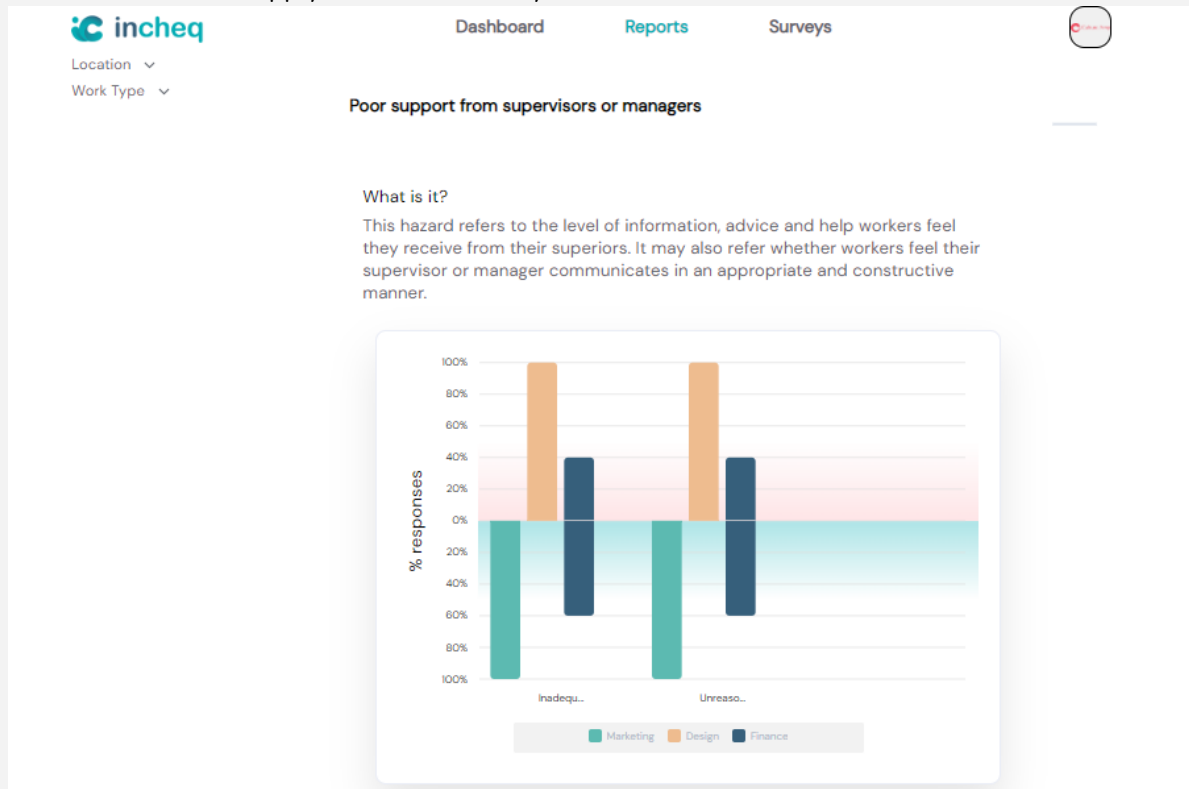 incheq
Dashboard
Reports
Surveys
Location
Work Type
Poor support from supervisors or managers
What is it?
This hazard refers to the level of information, advice and help workers feel
they receive from their superiors. It may also refer whether workers feel their
supervisor or manager communicates in an appropriate and constructive
manner.
100%
80%
60%
40%
20%
0%
20%
40%
60%
80%
100%
% responses
Inadequ...
Unreaso...
Marketing
Design
Finance